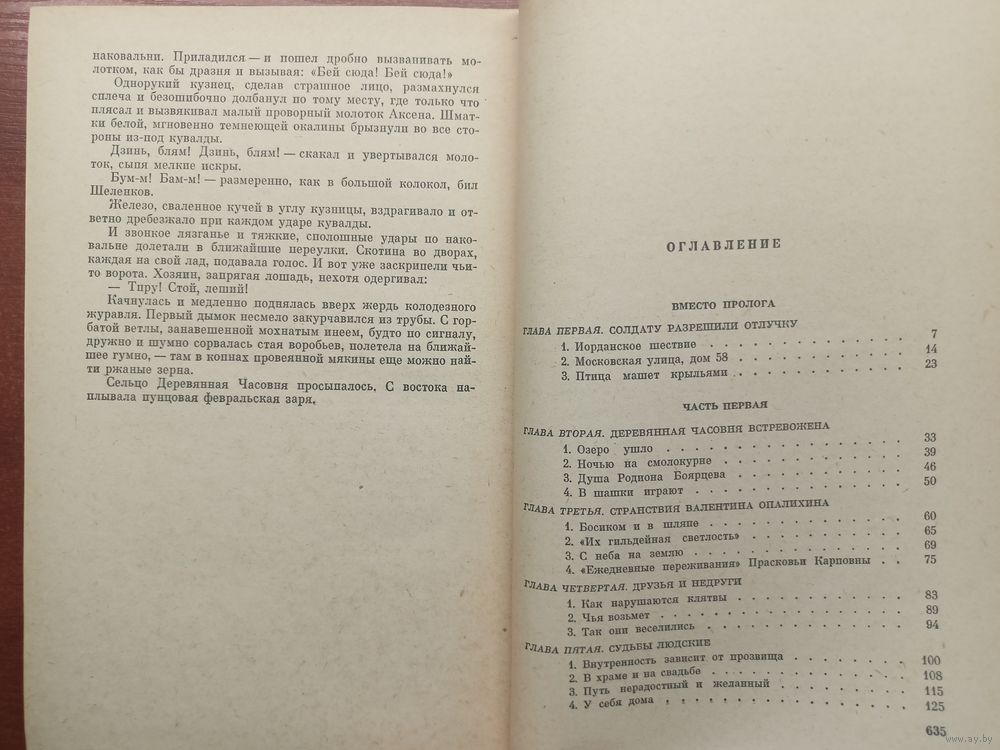 наковальни. Приладился — и пошел дробно вызванивать мо-
лотком, как бы дразня и вызывая: «Бей сюда! Бей сюда!»
Однорукий кузнец, сделав страшное лицо, размахнулся
сплеча и безошибочно долбанул по тому месту, где только что
плясал и вызвякивал малый проворный молоток Аксена. Шмат-
ки белой, мгновенно темнеющей окалины брызнули во все сто-
роны из-под кувалды.
Дзинь, блям! Дзинь, блям! — скакал и увертывался моло-
ток, сыпя мелкие искры.
Бум-м! Бам-м! — размеренно, как в большой колокол, бил
Шеленков.
Железо, сваленное кучей в углу кузницы, вздрагивало и от-
ветно дребезжало при каждом ударе кувалды.
И звонкое лязганье и тяжкие, сполошные удары по нако-
вальне долетали в ближайшие переулки. Скотина во дворах,
каждая на свой лад, подавала голос. И вот уже заскрипели чьи-
то ворота. Хозяин, запрягая лошадь, нехотя одергивал:
— Тпру! Стой, леший!
Качнулась и медленно поднялась вверх жердь колодезного
журавля. Первый дымок несмело закурчавился из трубы. С гор-
батой ветлы, занавешенной мохнатым инеем, будто по сигналу,
дружно и шумно сорвалась стая воробьев, полетела на ближай-
шее гумно, — там в копнах провеянной мякины еще можно най-
ти ржаные зерна.
Сельцо Деревянная Часовня просыпалось. С востока на-
плывала пунцовая февральская заря.
ОГЛАВЛЕНИЕ
ВМЕСТО ПРОЛОГА
ГЛАВА ПЕРВАЯ. СОЛДАТУ РАЗРЕШИЛИ ОТЛУЧКУ
1. Иорданское шествие . . . . . . . . . . 7
2. Московская улица, дом 58 . . . . . . . . 14
3. Птица машет крыльями . . . . . . . . . 23
ЧАСТЬ ПЕРВАЯ
ГЛАВА ВТОРАЯ. ДЕРЕВЯННАЯ ЧАСОВНЯ ВСТРЕВОЖЕНА
1. Озеро ушло . . . . . . . . . . . 33
2. Ночью на смолокурне . . . . . . . . . 39
3. Душа Родиона Боярцева . . . . . . . . 46
4. В шашки играют . . . . . . . . . . 50
ГЛАВА ТРЕТЬЯ. СТРАНСТВИЯ ВАЛЕНТИНА ОПАЛИХИНА
1. Босиком и в шляпе . . . . . . . . . . 60
2. «Их гильдейная светлость» . . . . . . . . 65
3. С неба на землю . . . . . . . . . . 69
4. «Ежедневные переживания» Прасковьи Карповны . . 75
ГЛАВА ЧЕТВЕРТАЯ. ДРУЗЬЯ И НЕДРУГИ
1. Как нарушаются клятвы . . . . . . . . 83
2. Чья возьмет . . . . . . . . . . . 89
3. Так они веселились . . . . . . . . . . 94
ГЛАВА ПЯТАЯ. СУДЬБЫ ЛЮДСКИЕ
1. Внутренность зависит от прозвища . . . . . . 100
2. В храме и на свадьбе . . . . . . . . . 108
3. Путь нерадостный и желанный . . . . . . . 115
4. У себя дома . . . . . . . . . . . 125
635
www.ay.by